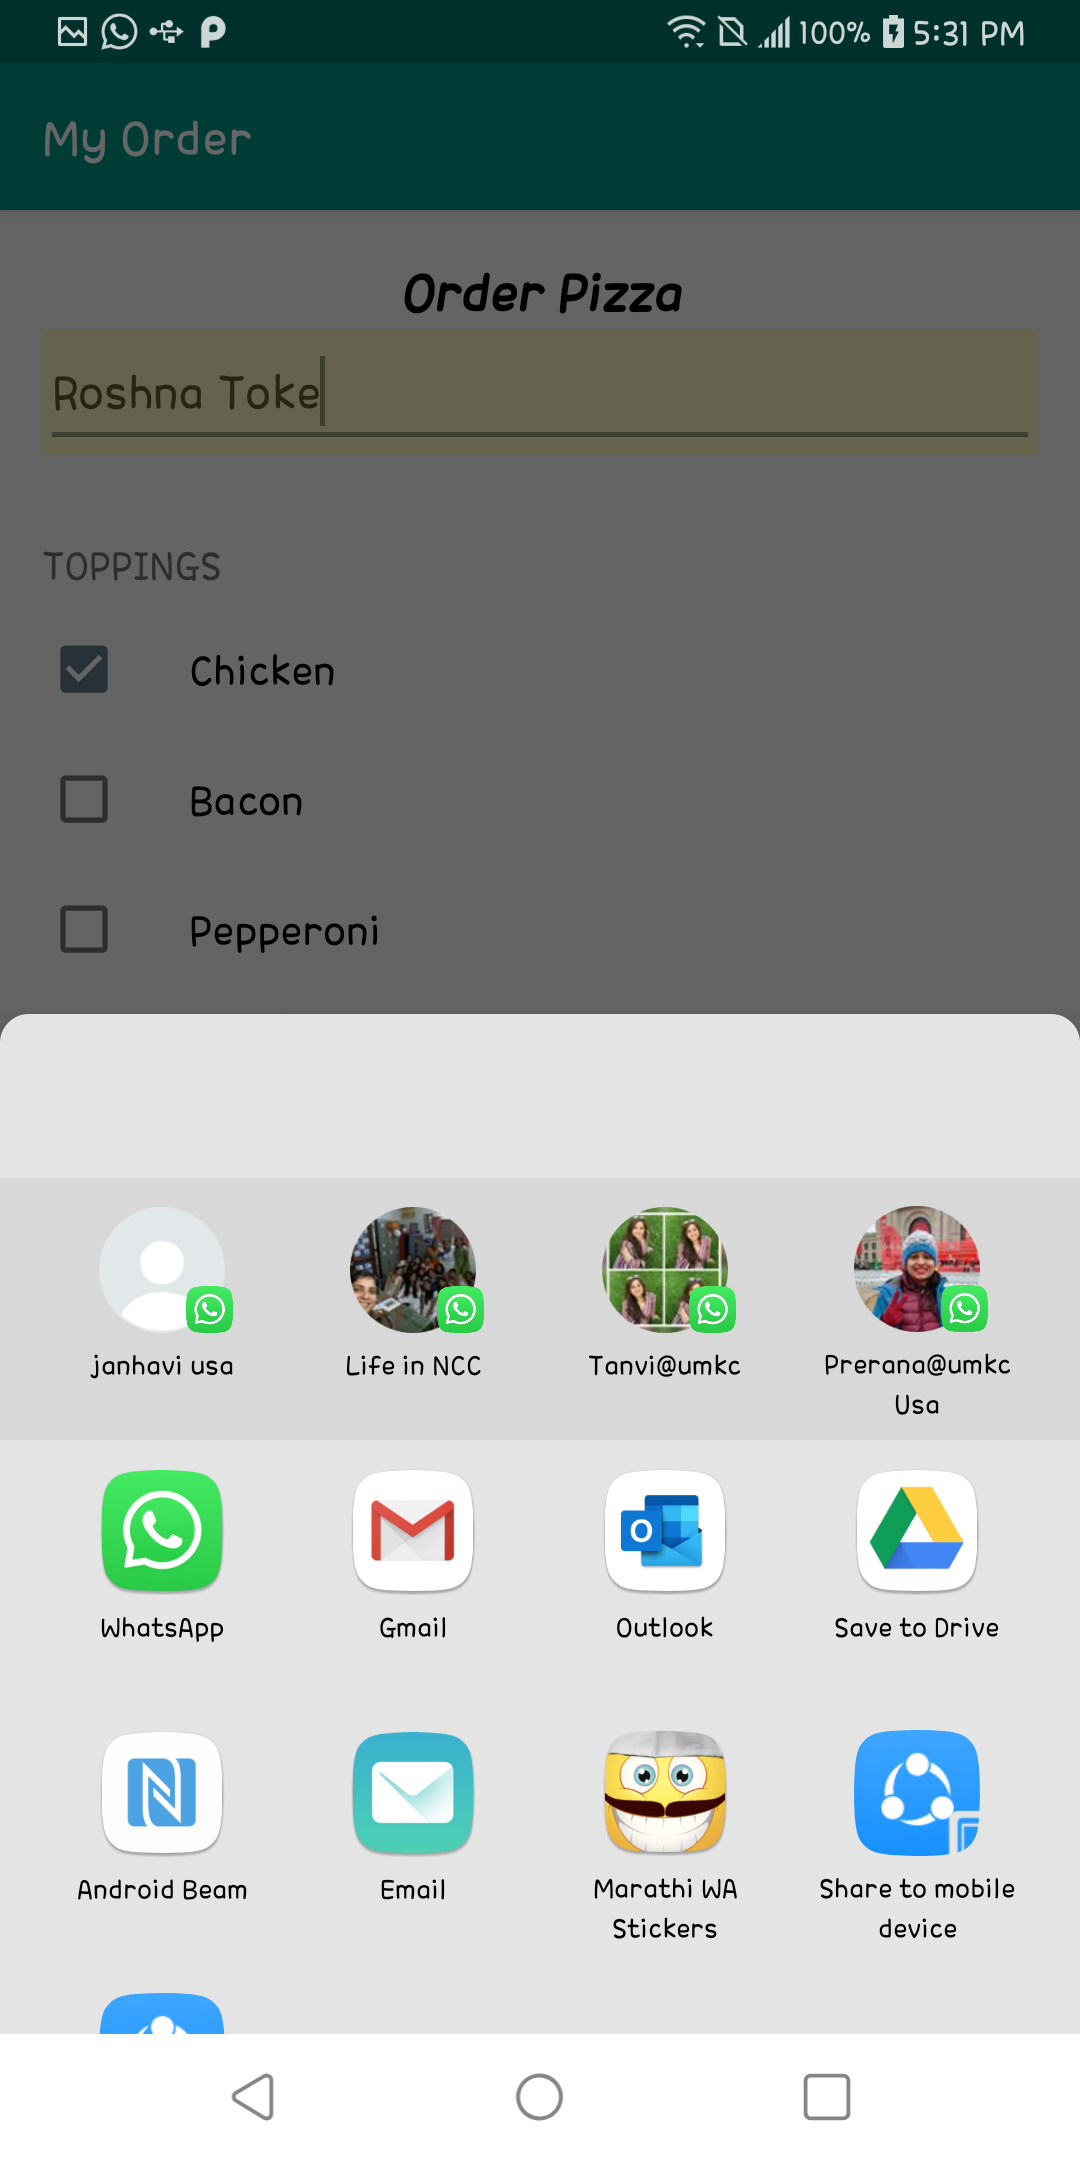 100% 5:31 PM
My Order
Order Pizza
Roshna Toke
TOPPINGS
Chicken
Bacon
Pepperoni
janhavi usa
Life in NCC
Tanvi@umkc
Prerana@umkc
Usa
WhatsApp
Gmail
Outlook
Save to Drive
Android Beam
Email
Marathi WA
Stickers
Share to mobile
device